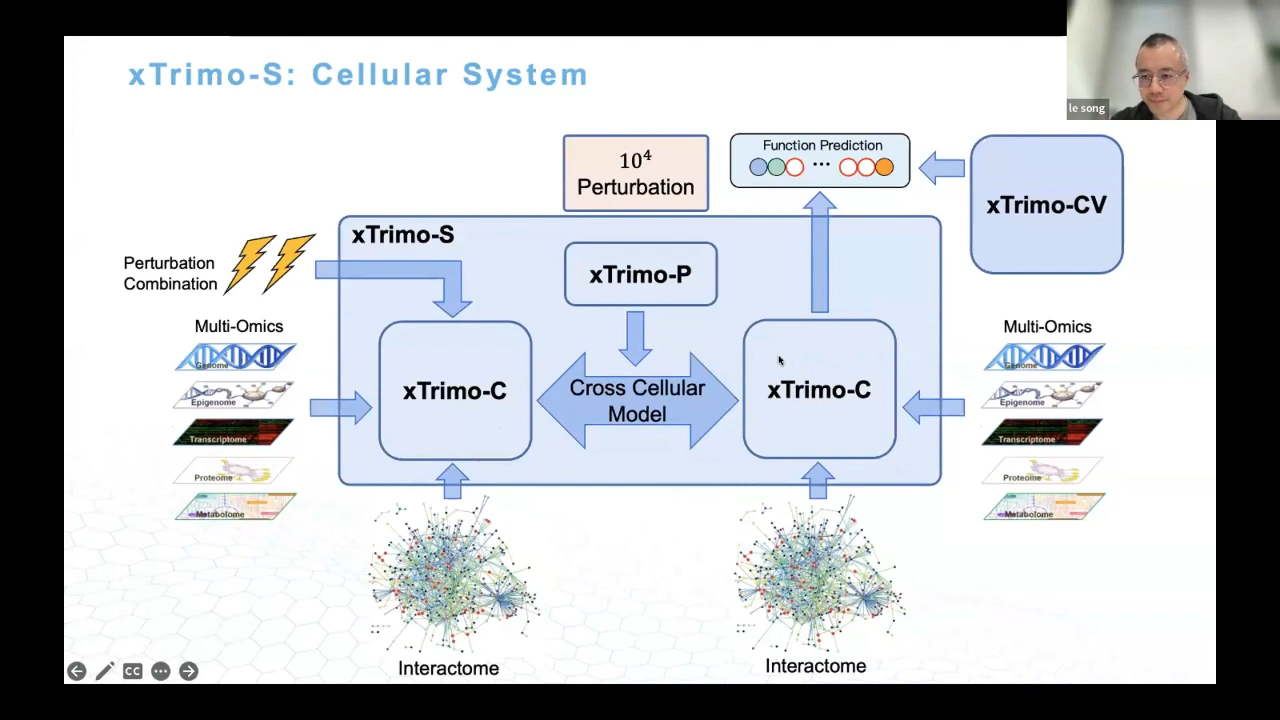 xTrimo-S: Cellular System
le song
10⁴
Perturbation
Function Prediction
...
xTrimo-CV
xTrimo-S
Perturbation
Combination
xTrimo-P
Multi-Omics
Genome
Epigenome
Transcriptome
Proteome
Metabolome
xTrimo-C
Cross Cellular
Model
xTrimo-C
Multi-Omics
Genome
Epigenome
Transcriptome
Proteome
Metabolome
Interactome
Interactome
CC